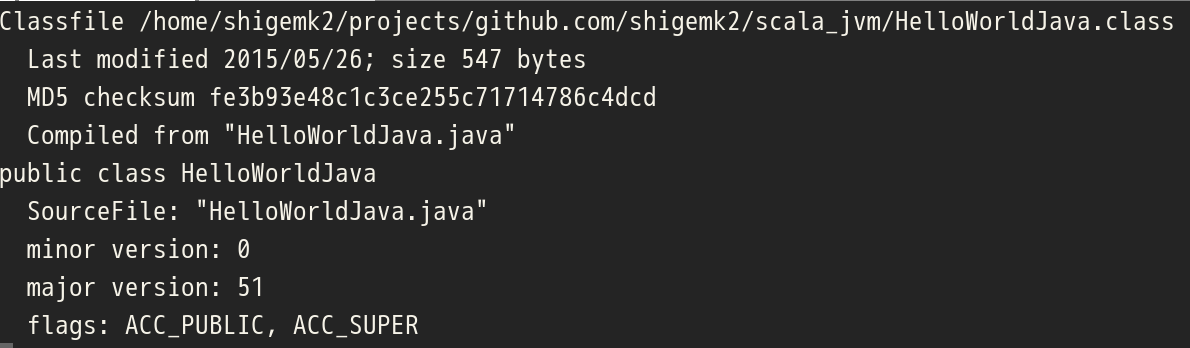 Classfile /home/shigemk2/projects/github.com/shigemk2/scala_jvm/HelloWorldJava.class
Last modified 2015/05/26; size 547 bytes
MD5 checksum fe3b93e48c1c3ce255c71714786c4dcd
Compiled from "HelloWorldJava.java"
public class HelloWorldJava
SourceFile: "HelloWorldJava.java"
minor version: 0
major version: 51
flags: ACC_PUBLIC, ACC_SUPER